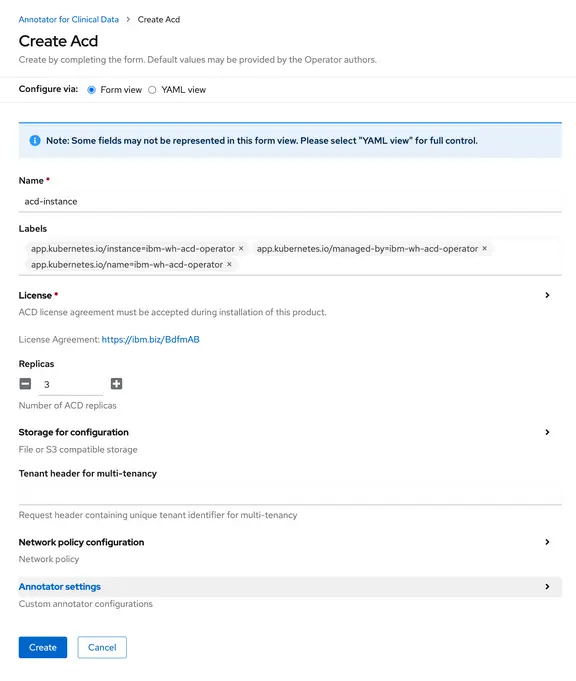 Annotator for Clinical Data > Create Acd
Create Acd
Create by completing the form. Default values may be provided by the Operator authors.
Configure via: Form view YAML view
Note: Some fields may not be represented in this form view. Please select "YAML view" for full control.
Name *
acd-instance
Labels
app.kubernetes.io/instance=ibm-wh-acd-operator × app.kubernetes.io/managed-by=ibm-wh-acd-operator ×
app.kubernetes.io/name=ibm-wh-acd-operator ×
License *
ACD license agreement must be accepted during installation of this product.
License Agreement: https://ibm.biz/BdfmAB
Replicas
3
Number of ACD replicas
Storage for configuration
File or S3 compatible storage
Tenant header for multi-tenancy
Request header containing unique tenant identifier for multi-tenancy
Network policy configuration
Network policy
Annotator settings
Custom annotator configurations
Create Cancel